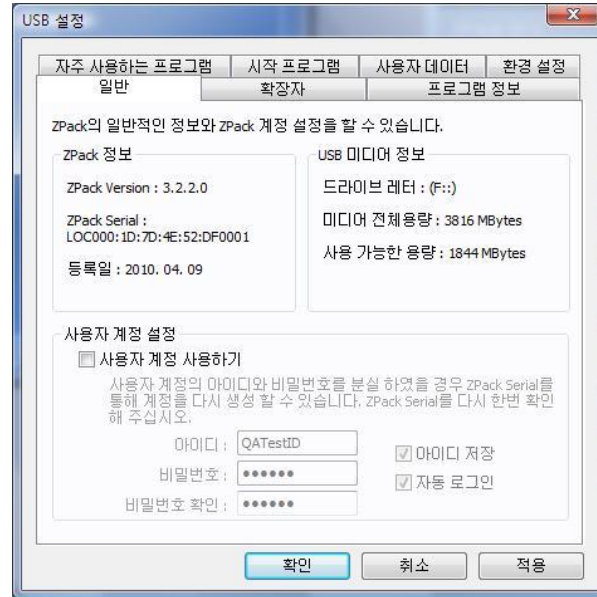 USB 설정
자주 사용하는 프로그램 시작 프로그램 사용자 데이터 환경 설정
일반 확장자 프로그램 정보
ZPack의 일반적인 정보와 ZPack 계정 설정을 할 수 있습니다.
ZPack 정보
ZPack Version : 3.2.2.0
ZPack Serial :
LOC000:1D:7D:4E:52:DF0001
등록일 : 2010. 04. 09
USB 미디어 정보
드라이브 레터 : (F::)
미디어 전체용량 : 3816 MBytes
사용 가능한 용량 : 1844 MBytes
사용자 계정 설정
사용자 계정 사용하기
사용자 계정의 아이디와 비밀번호를 분실 하였을 경우 ZPack Serial를
통해 계정을 다시 생성 할 수 있습니다. ZPack Serial를 다시 한번 확인
해 주십시오.
아이디 : QATestID
비밀번호 : ●●●●●●
비밀번호 확인 : ●●●●●●
아이디 저장
자동 로그인
확인 취소 적용